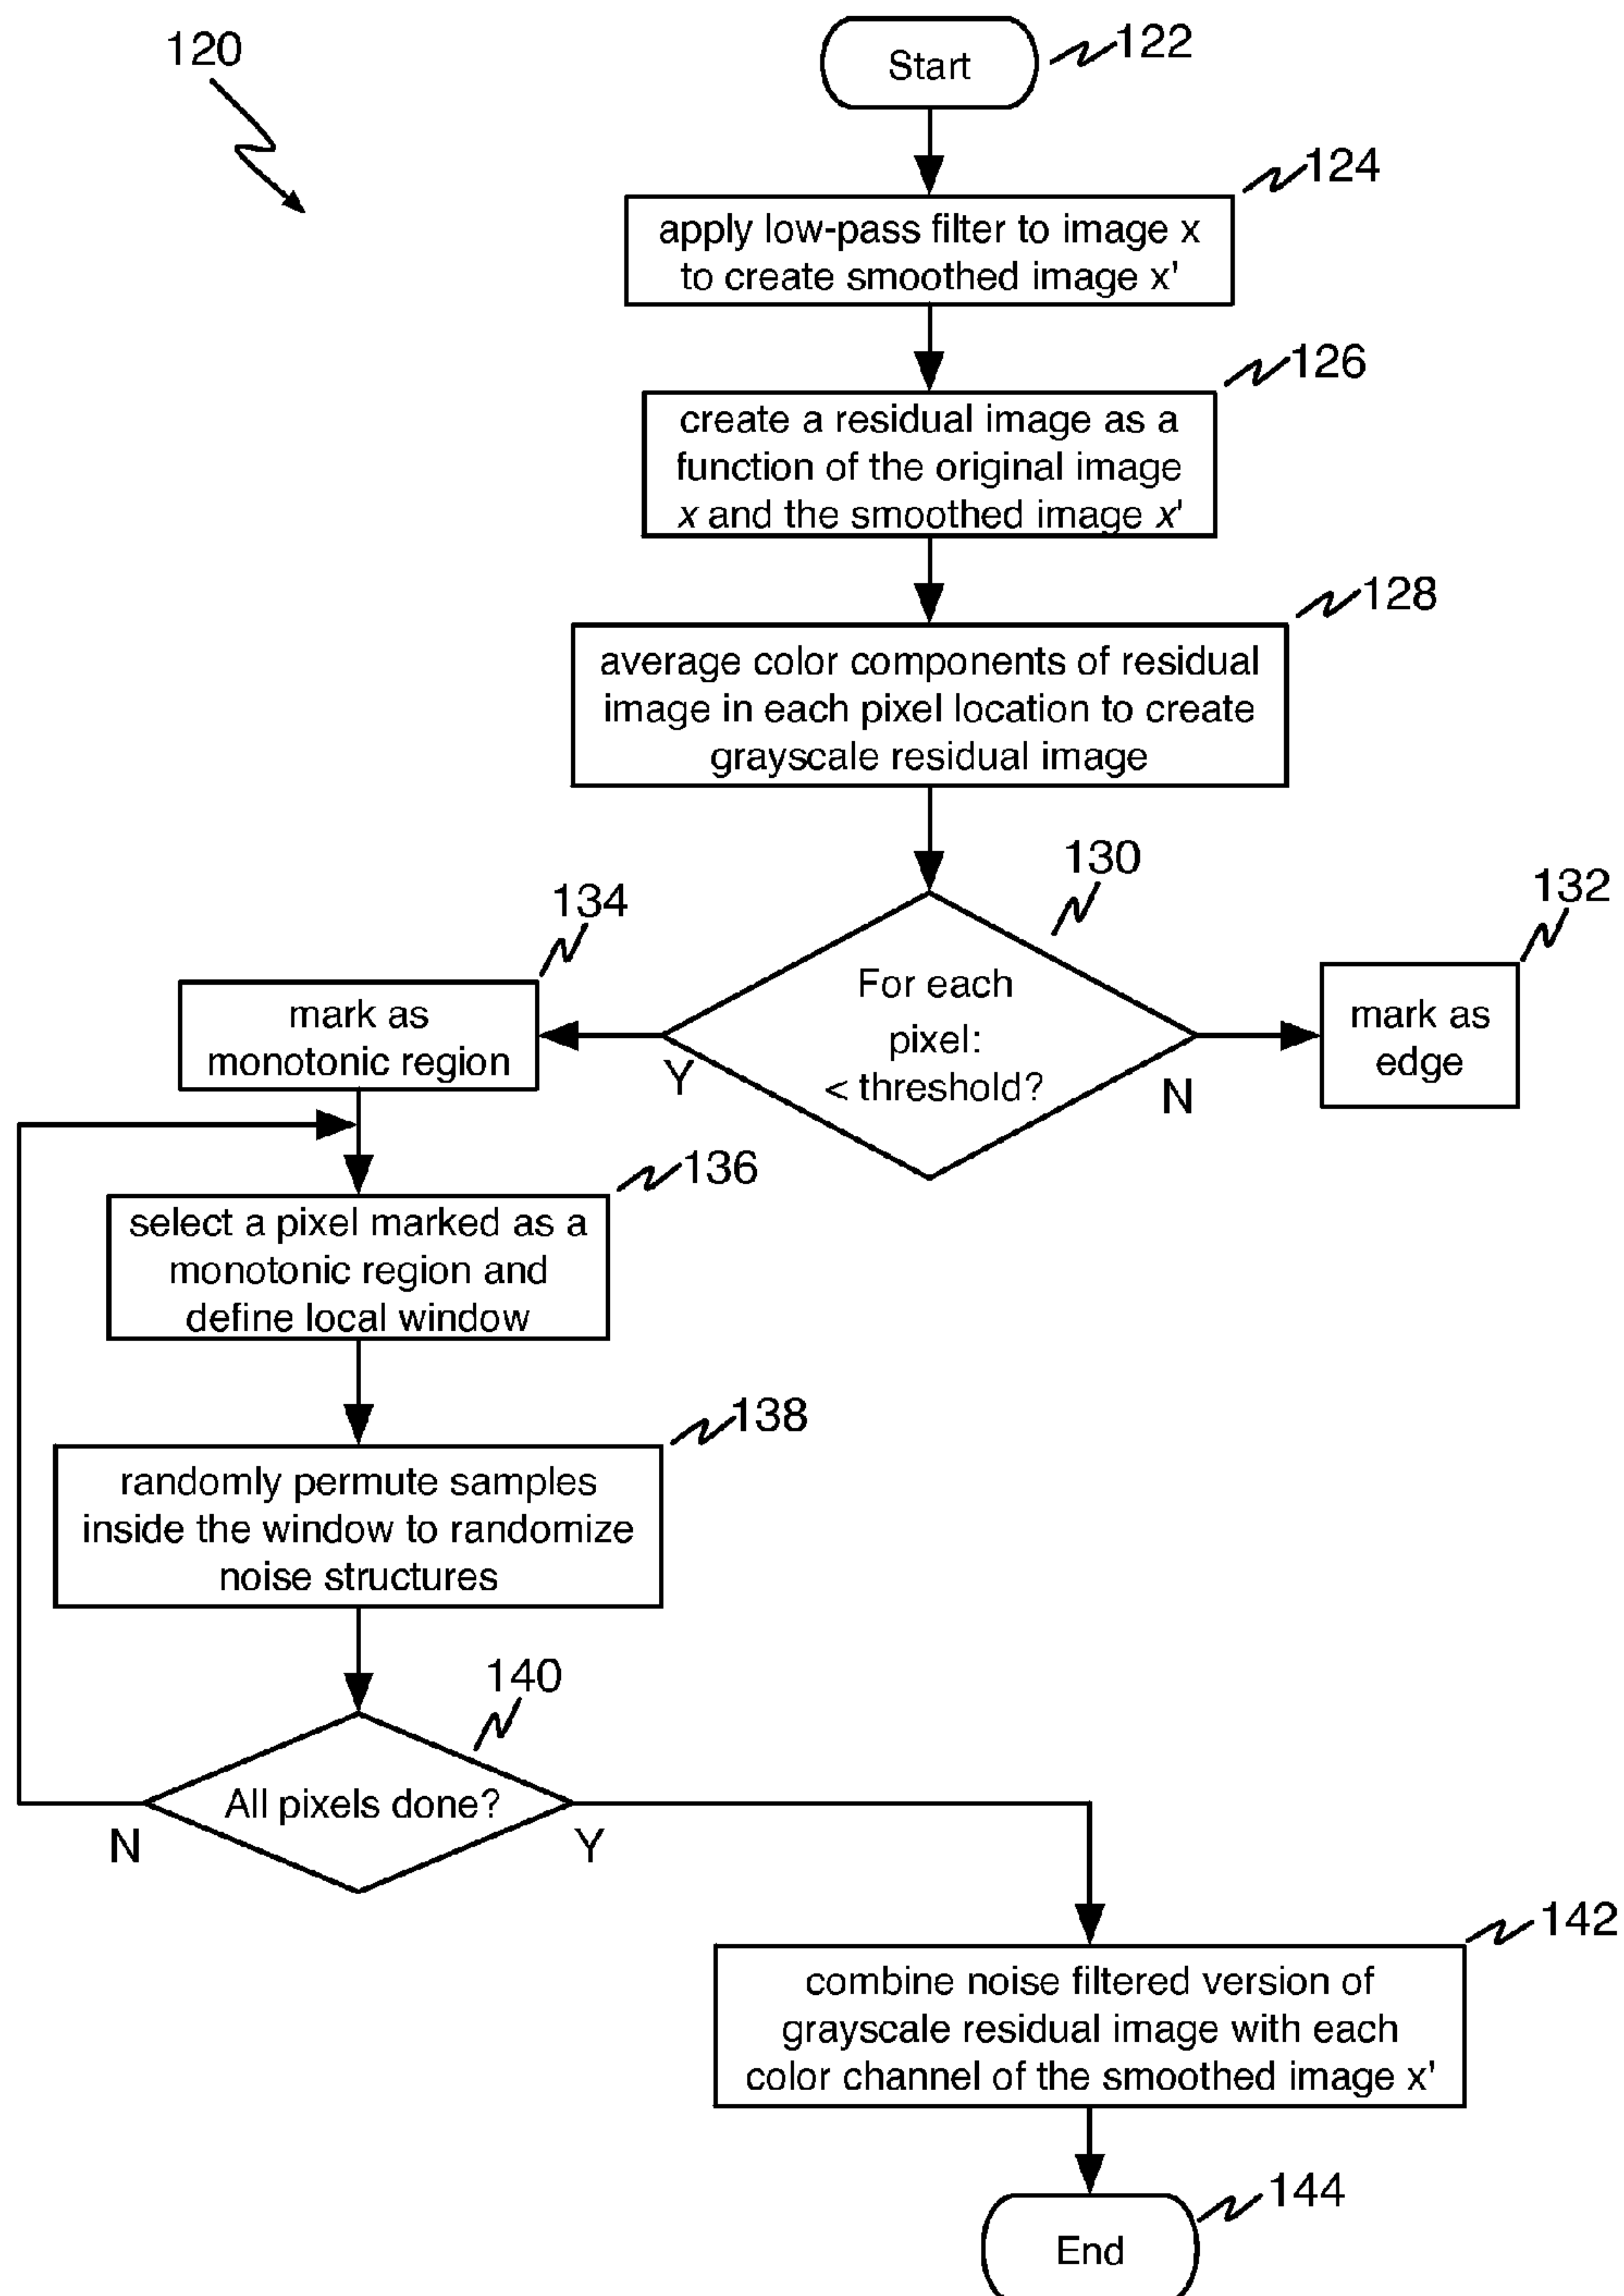 120
Start
122
124
apply low-pass filter to image x
to create smoothed image x'
126
create a residual image as a
function of the original image
x and the smoothed image x'
128
average color components of residual
image in each pixel location to create
grayscale residual image
130
For each
pixel:
< threshold?
Y
N
132
mark as
edge
134
mark as
monotonic region
136
select a pixel marked as a
monotonic region and
define local window
138
randomly permute samples
inside the window to randomize
noise structures
140
All pixels done?
N
Y
142
combine noise filtered version of
grayscale residual image with each
color channel of the smoothed image x'
144
End